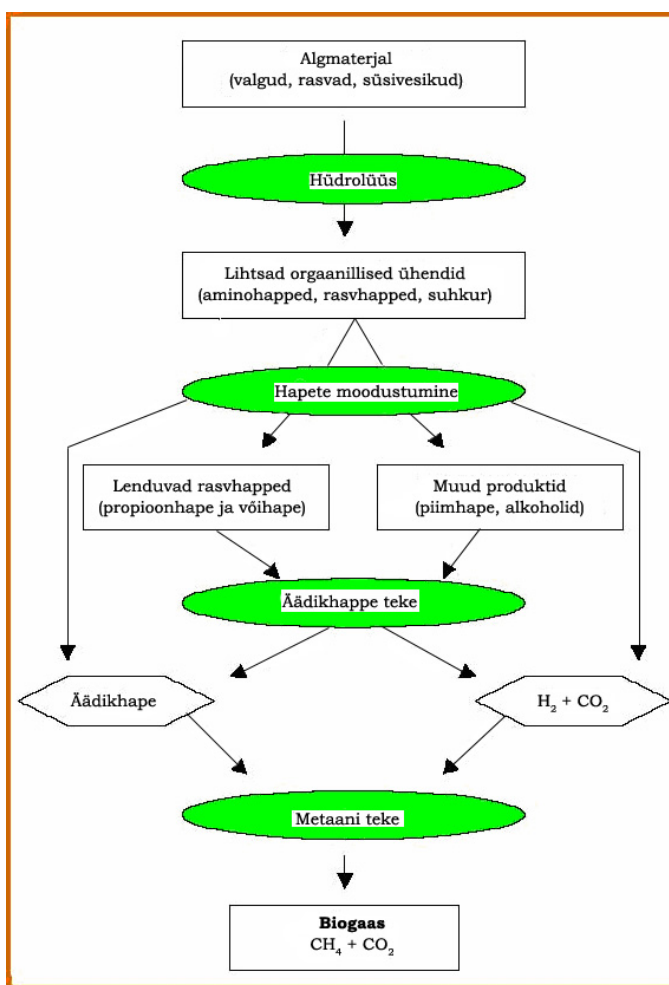 Algmaterjal
(valgud, rasvad, süsivesikud)
Hüdrolüüs
Lihtsad orgaanillised ühendid
(aminohapped, rasvhapped, suhkur)
Hapete moodustumine
Lenduvad rasvhapped
(propioonhape ja võihape)
Muud produktid
(piimhape, alkoholid)
Äädikhappe teke
Äädikhape
H₂ + CO₂
Metaani teke
Biogaas
CH₄ + CO₂